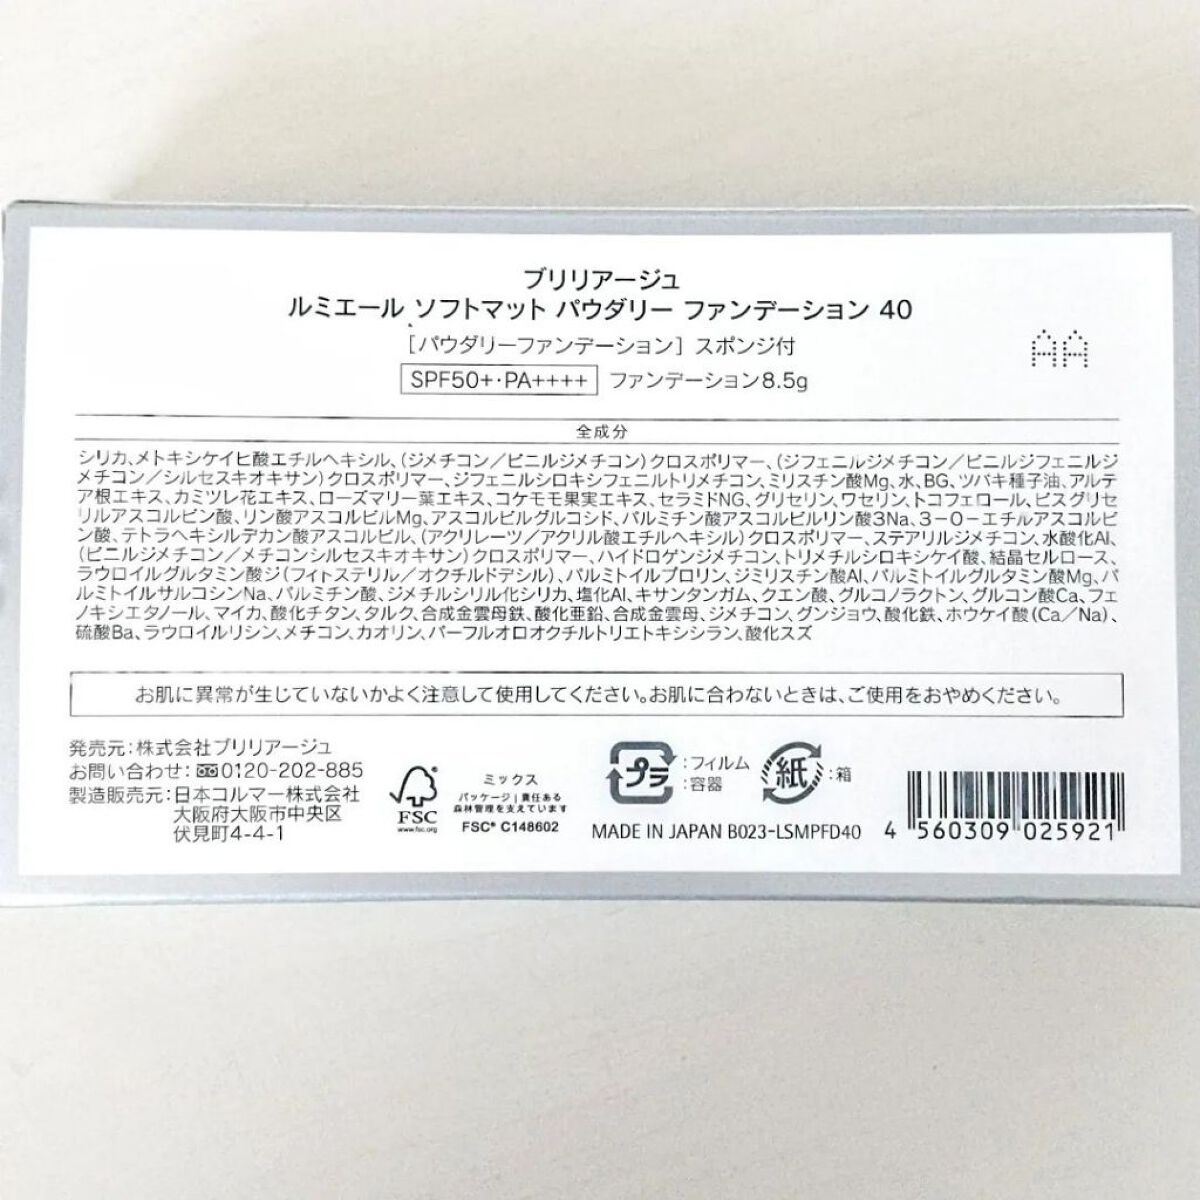 ブリリアージュ
ルミエール ソフトマット パウダリー ファンデーション 40
[パウダリーファンデーション] スポンジ付
SPF50+・PA++++ ファンデーション8.5g
AA
全成分
シリカ、メトキシケイヒ酸エチルヘキシル、(ジメチコン/ビニルジメチコン)クロスポリマー、(ジフェニルジメチコン/ビニルジフェニルジ
メチコン/シルセスキオキサン)クロスポリマー、ジフェニルシロキシフェニルトリメチコン、ミリスチン酸Mg、水、BG、ツバキ種子油、アルテ
ア根エキス、カミツレ花エキス、ローズマリー葉エキス、コケモモ果実エキス、セラミドNG、グリセリン、ワセリン、トコフェロール、ビスグリセ
リルアスコルビン酸、リン酸アスコルビルMg、アスコルビルグルコシド、パルミチン酸アスコルビルリン酸3Na、3-O-エチルアスコルビ
ン酸、テトラヘキシルデカン酸アスコルビル、(アクリレーツ/アクリル酸エチルヘキシル)クロスポリマー、ステアリルジメチコン、水酸化Al、
(ビニルジメチコン/メチコンシルセスキオキサン)クロスポリマー、ハイドロゲンジメチコン、トリメチルシロキシケイ酸、結晶セルロース、
ラウロイルグルタミン酸ジ(フィトステリル/オクチルドデシル)、パルミトイルプロリン、ジミリスチン酸Al、パルミトイルグルタミン酸Mg、パ
ルミトイルサルコシンNa、パルミチン酸、ジメチルシリル化シリカ、塩化Al、キサンタンガム、クエン酸、グルコノラクトン、グルコン酸Ca、フェ
ノキシエタノール、マイカ、酸化チタン、タルク、合成金雲母鉄、酸化亜鉛、合成金雲母、ジメチコン、グンジョウ、酸化鉄、ホウケイ酸(Ca/Na)、
硫酸Ba、ラウロイルリシン、メチコン、カオリン、パーフルオロオクチルトリエトキシシラン、酸化スズ
お肌に異常が生じていないかよく注意して使用してください。お肌に合わないときは、ご使用をおやめください。
発売元:株式会社ブリリアージュ
お問い合わせ:0120-202-885
製造販売元:日本コルマー株式会社
大阪府大阪市中央区
伏見町4-4-1
FSC
www.fsc.org
ミックス
パッケージ|責任ある
森林管理を支えています
FSC® C148602
プラ :フィルム
:容器
紙 :箱
MADE IN JAPAN B023-LSMPFD40
4 560309 025921